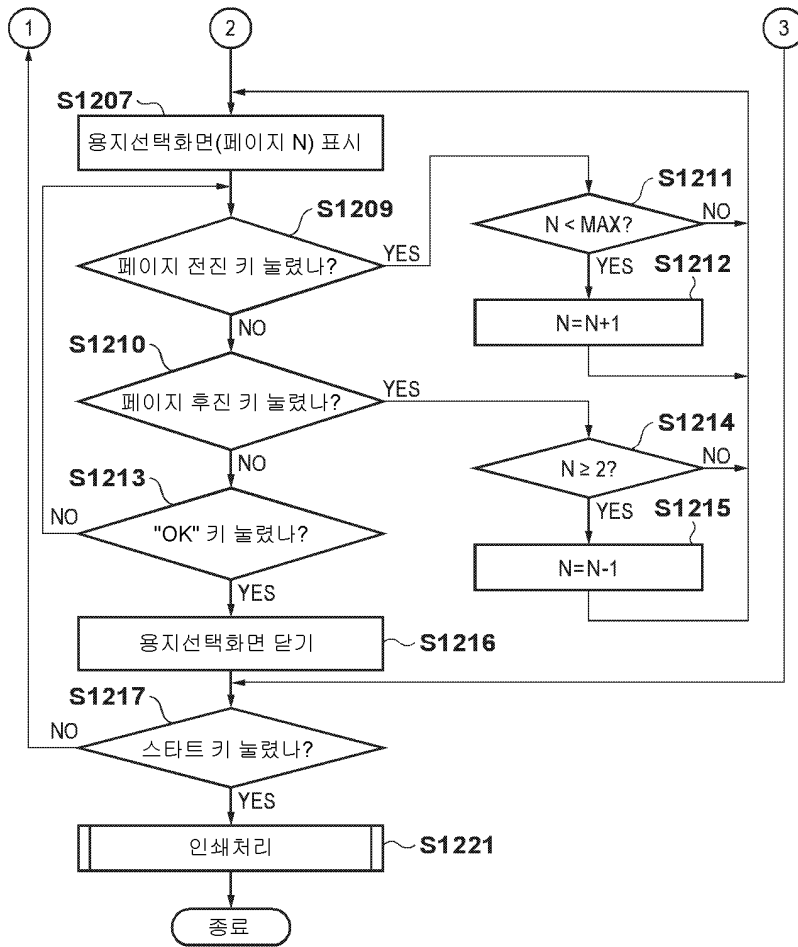 1
2
3
S1207
용지선택화면(페이지 N) 표시
S1209
페이지 전진 키 눌렸나?
YES
S1211
N < MAX?
NO
YES
S1212
N=N+1
NO
S1210
페이지 후진 키 눌렸나?
YES
S1214
N ≥ 2?
NO
YES
S1215
N=N-1
NO
S1213
NO
"OK" 키 눌렸나?
YES
용지선택화면 닫기
S1216
S1217
NO
스타트 키 눌렸나?
YES
인쇄처리
S1221
종료